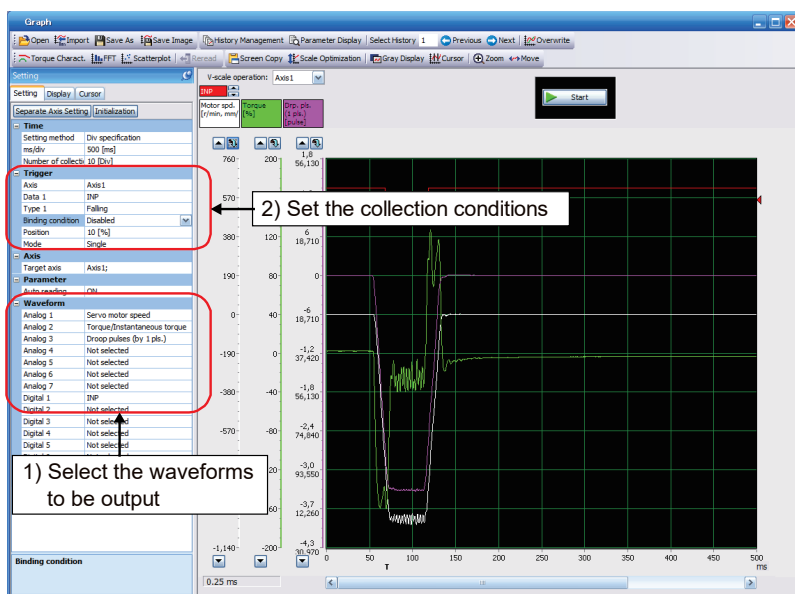 Graph
Open Import Save As Save Image History Management Parameter Display Select History 1 Previous Next Overwrite
Torque Charact. FFT Scatterplot Reread Screen Copy Scale Optimization Gray Display Cursor Zoom Move
Setting
Setting Display Cursor
Separate Axis Setting Initialization
Time
Setting method Div specification
ms/div 500 [ms]
Number of collecti 10 [Div]
Trigger
Axis Axis1
Data 1 INP
Type 1 Falling
Binding condition Disabled
Position 10 [%]
Mode Single
Axis
Target axis Axis1;
Parameter
Auto reading ON
Waveform
Analog 1 Servo motor speed
Analog 2 Torque/Instantaneous torque
Analog 3 Droop pulses (by 1 pls.)
Analog 4 Not selected
Analog 5 Not selected
Analog 6 Not selected
Analog 7 Not selected
Digital 1 INP
Digital 2 Not selected
Digital 3 Not selected
Digital 4 Not selected
Digital 5 Not selected
1) Select the waveforms
to be output
2) Set the collection conditions
Binding condition
V-scale operation: Axis1
INP
Motor spd. [r/min, mm/
Torque [%]
Drp. pls. (1 pls.) [pulse]
Start
760 200 1,8
56,130
570
380 120 6
18,710
190 80 0
0 40 -6
18,710
-190 0 -1,2
37,420
-380 -40 -1,8
56,130
-570 -80 -2,4
74,840
20 -3,0
93,550
60 -3,7
12,260
-1,140 -200 -4,3
30,970
0 50 100 150 200 250 300 350 400 450 500
T ms
0.25 ms